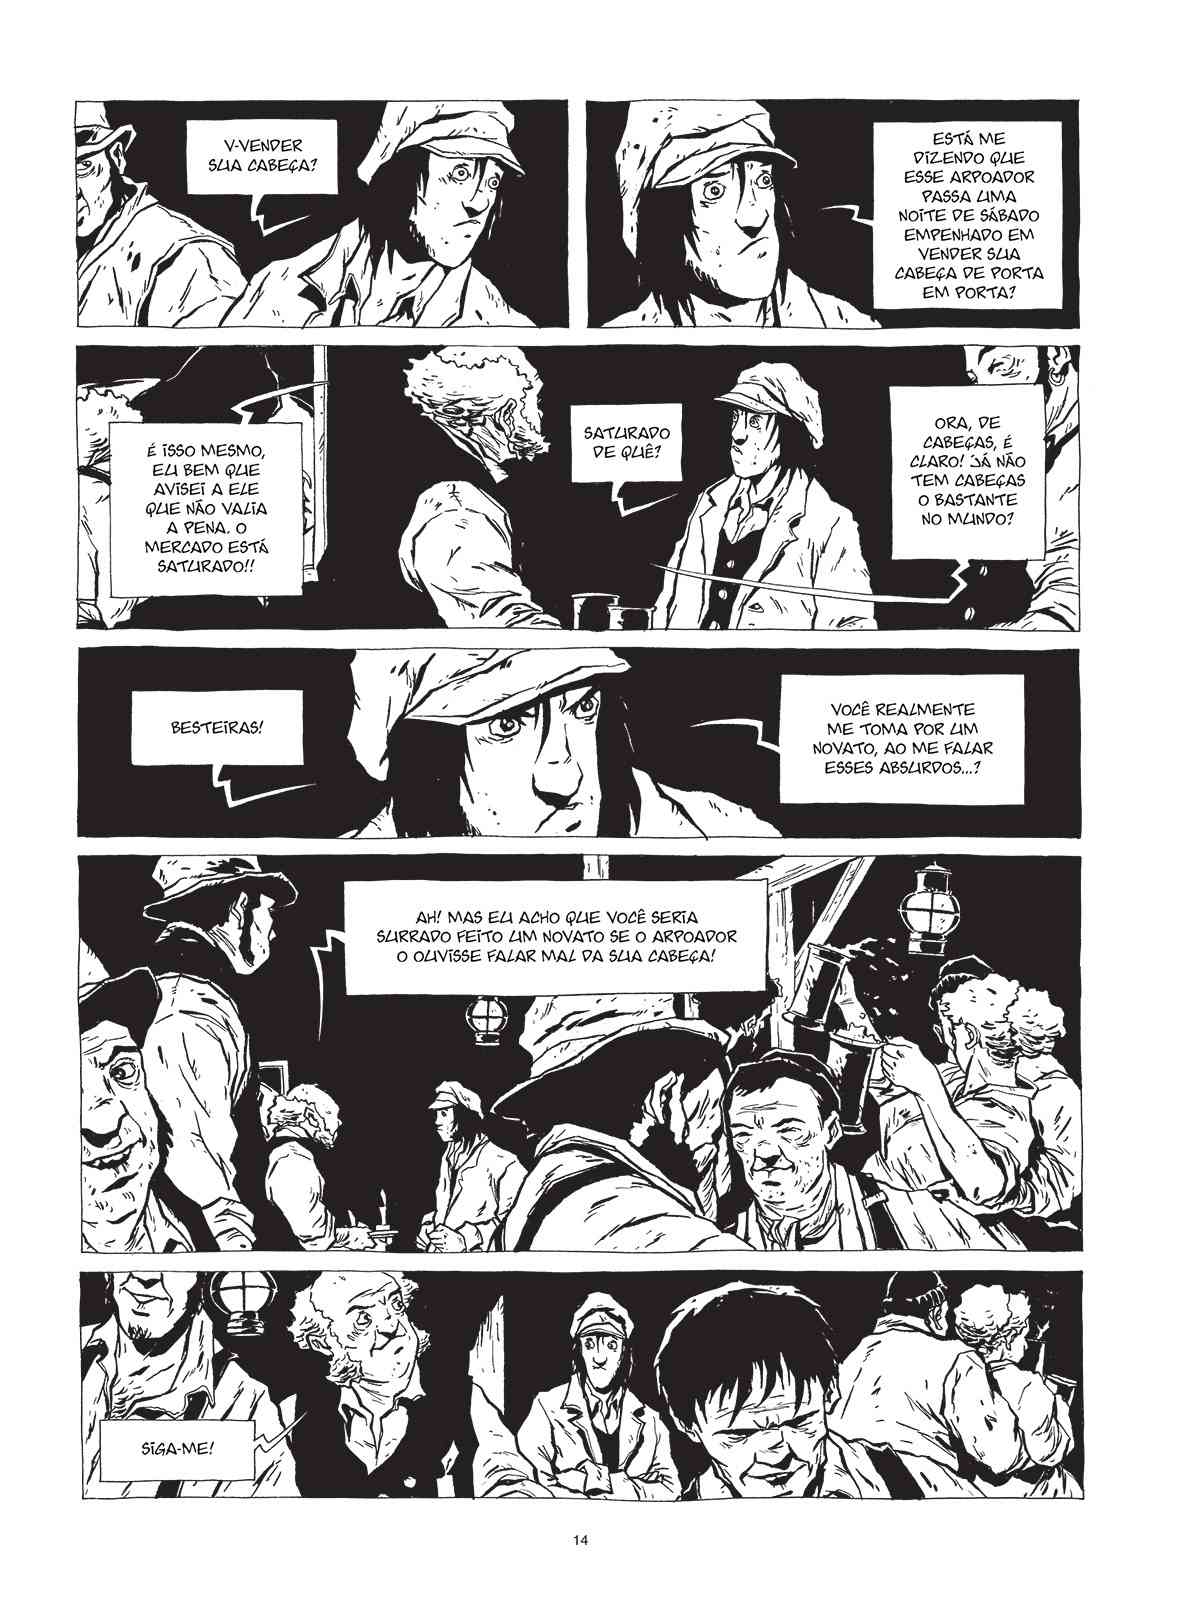 V-VENDER
SUA CABEÇA?
ESTÁ ME
DIZENDO QUE
ESSE ARPOADOR
PASSA UMA
NOITE DE SÁBADO
EMPENHADO EM
VENDER SUA
CABEÇA DE PORTA
EM PORTA?
É ISSO MESMO,
EU BEM QUE
AVISEI A ELE
QUE NÃO VALIA
A PENA. O
MERCADO ESTÁ
SATURADO!!
SATURADO
DE QUÊ?
ORA, DE
CABEÇAS, É
CLARO! JÁ NÃO
TEM CABEÇAS
O BASTANTE
NO MUNDO?
BESTEIRAS!
VOCÊ REALMENTE
ME TOMA POR UM
NOVATO, AO ME FALAR
ESSES ABSURDOS...?
AH! MAS EU ACHO QUE VOCÊ SERIA
SURRADO FEITO UM NOVATO SE O ARPOADOR
O OUVISSE FALAR MAL DA SUA CABEÇA!
SIGA-ME!
14